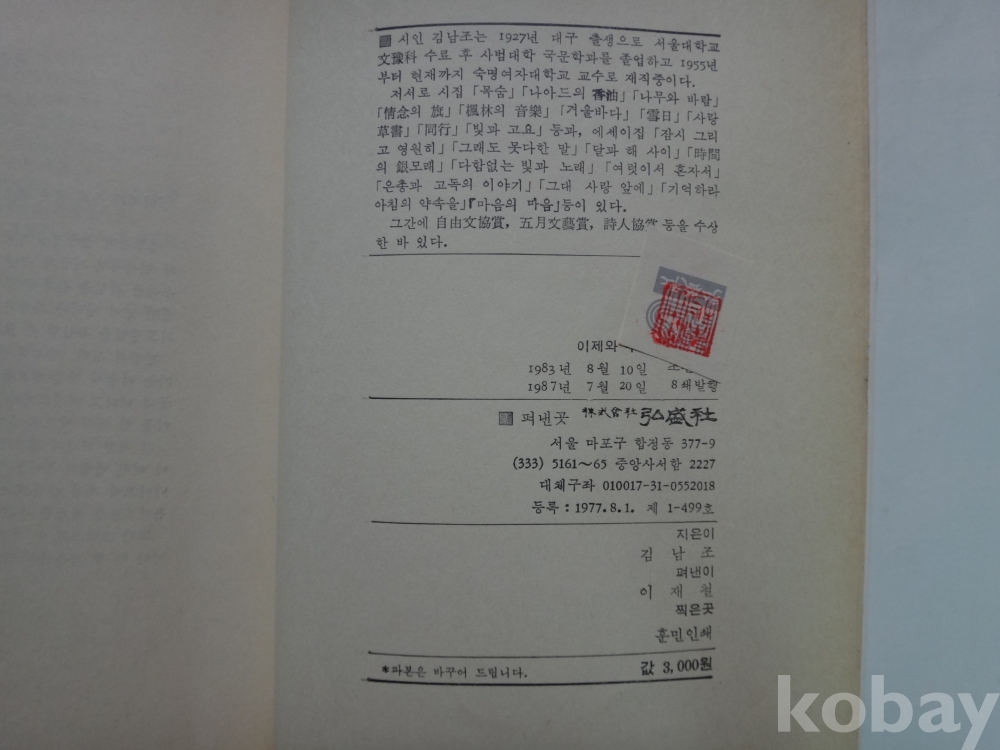 시인 김남조는 1927년 대구 출생으로 서울대학교
文豫科 수료 후 사범대학 국문학과를 졸업하고 1955년
부터 현재까지 숙명여자대학교 교수로 재직중이다.
저서로 시집 「목숨」「나아드의 香油」「나무와 바람」
「情念의 旗」「楓林의 音樂」「겨울바다」「雪日」「사랑
草書」「同行」「빛과 고요」등과, 에세이집 「잠시 그리
고 영원히」「그래도 못다한 말」「달과 해 사이」「時間
의 銀모래」「다함없는 빛과 노래」「여럿이서 혼자서」
「은총과 고독의 이야기」「그대 사랑 앞에」「기억하라
아침의 약속을」『마음의 마음」등이 있다.
그간에 自由文協賞, 五月文藝賞, 詩人協 등을 수상
한 바 있다.
이제와
1983년 8월 10일
1987년 7월 20일 8쇄발행
펴낸곳 株式會社 弘盛社
서울 마포구 합정동 377-9
(333) 5161～65 중앙사서함 2227
대체구좌 010017-31-0552018
등록 : 1977.8.1. 제 1-499호
지은이
김 남 조
펴낸이
이 재 철
찍은곳
훈민인쇄
*파본은 바꾸어 드립니다. 값 3,000원
kobay